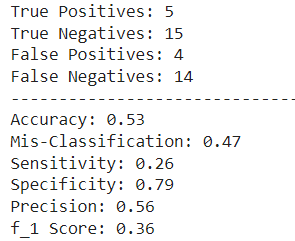 True Positives: 5
True Negatives: 15
False Positives: 4
False Negatives: 14
------------------------------
Accuracy: 0.53
Mis-Classification: 0.47
Sensitivity: 0.26
Specificity: 0.79
Precision: 0.56
f_1 Score: 0.36